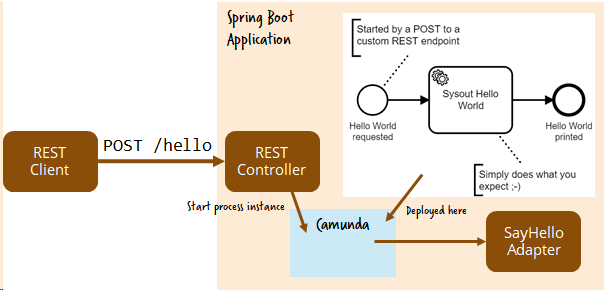 Spring Boot
Application
Started by a POST to a
custom REST endpoint
Sysout Hello
World
Hello World
requested
Hello World
printed
Simply does what you
expect ;-)
REST
Client
POST /hello
REST
Controller
Start process instance
Deployed here
Camunda
SayHello
Adapter